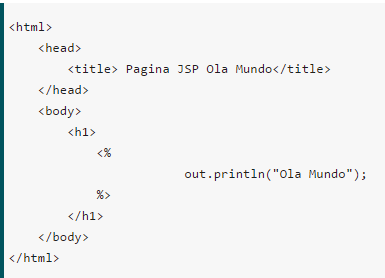 <html>
    <head>
        <title> Pagina JSP Ola Mundo</title>
    </head>
    <body>
        <h1>
            <%
                        out.println("Ola Mundo");
            %>
        </h1>
    </body>
</html>